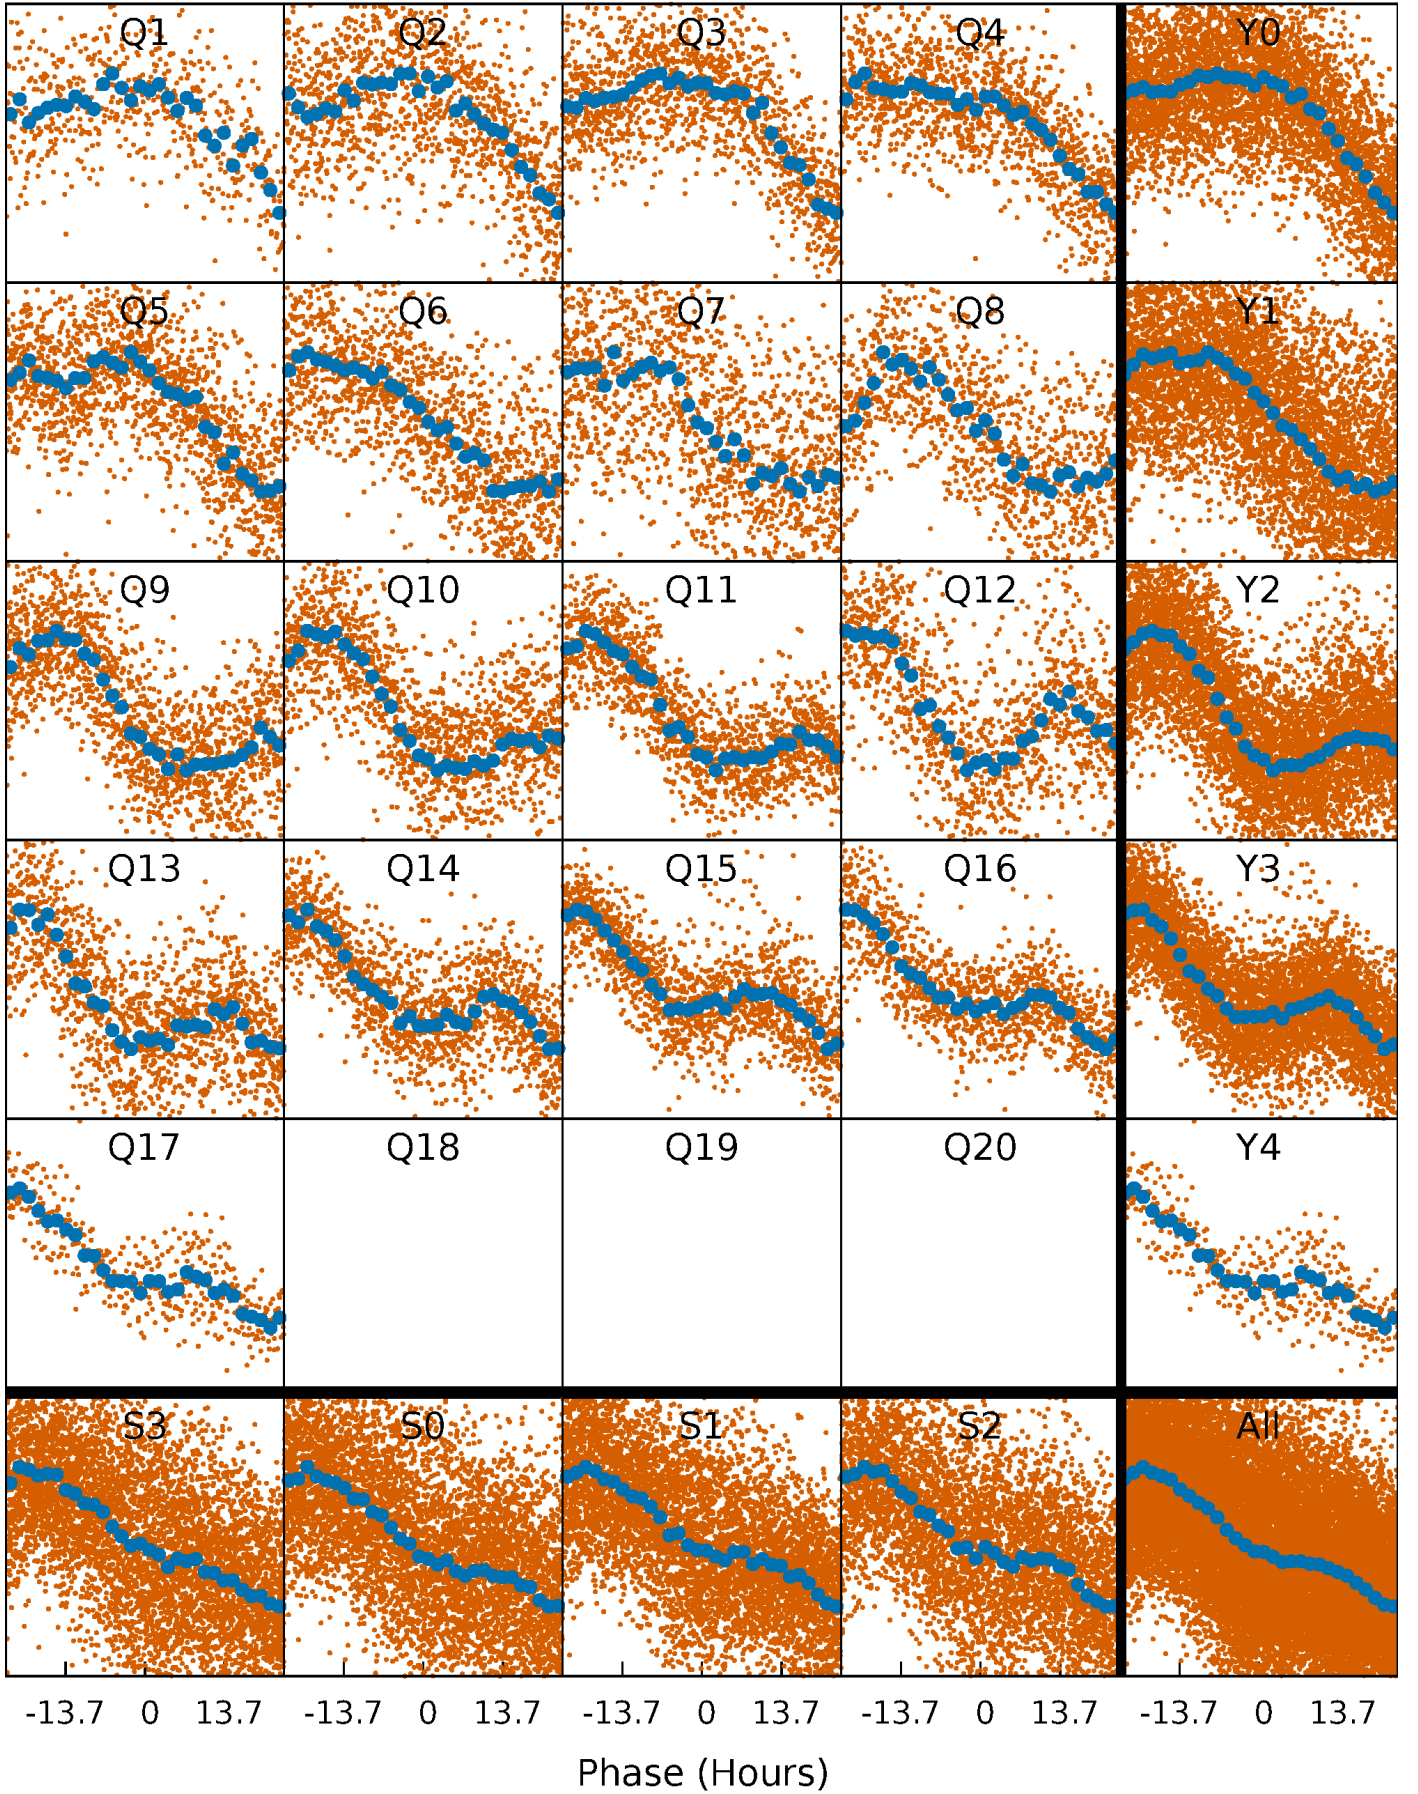 Q1 Q2 Q3 Q4 Y0
Q5 Q6 Q7 Q8 Y1
Q9 Q10 Q11 Q12 Y2
Q13 Q14 Q15 Q16 Y3
Q17 Q18 Q19 Q20 Y4
S3 S0 S1 S2 All
-13.7 0 13.7 -13.7 0 13.7 -13.7 0 13.7 -13.7 0 13.7 -13.7 0 13.7
Phase (Hours)